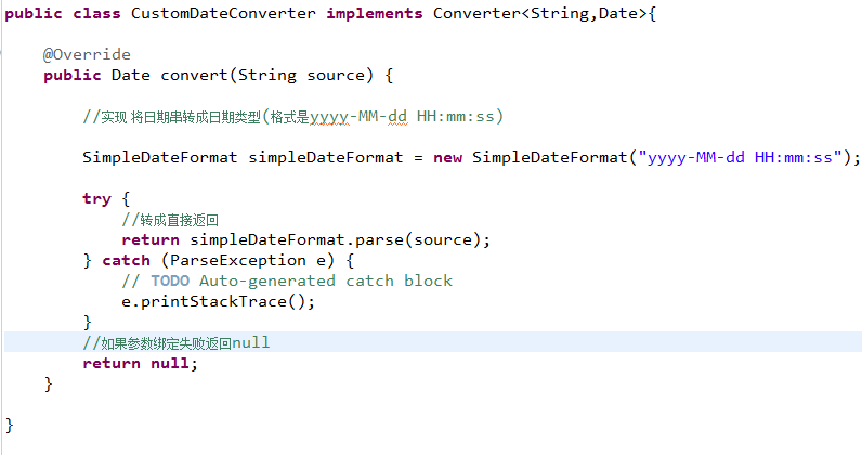 public class CustomDateConverter implements Converter<String,Date>{
@Override
public Date convert(String source) {
//实现 将日期串转成日期类型(格式是yyyy-MM-dd HH:mm:ss)
SimpleDateFormat simpleDateFormat = new SimpleDateFormat("yyyy-MM-dd HH:mm:ss");
try {
//转成直接返回
return simpleDateFormat.parse(source);
} catch (ParseException e) {
// TODO Auto-generated catch block
e.printStackTrace();
}
//如果参数绑定失败返回null
return null;
}
}